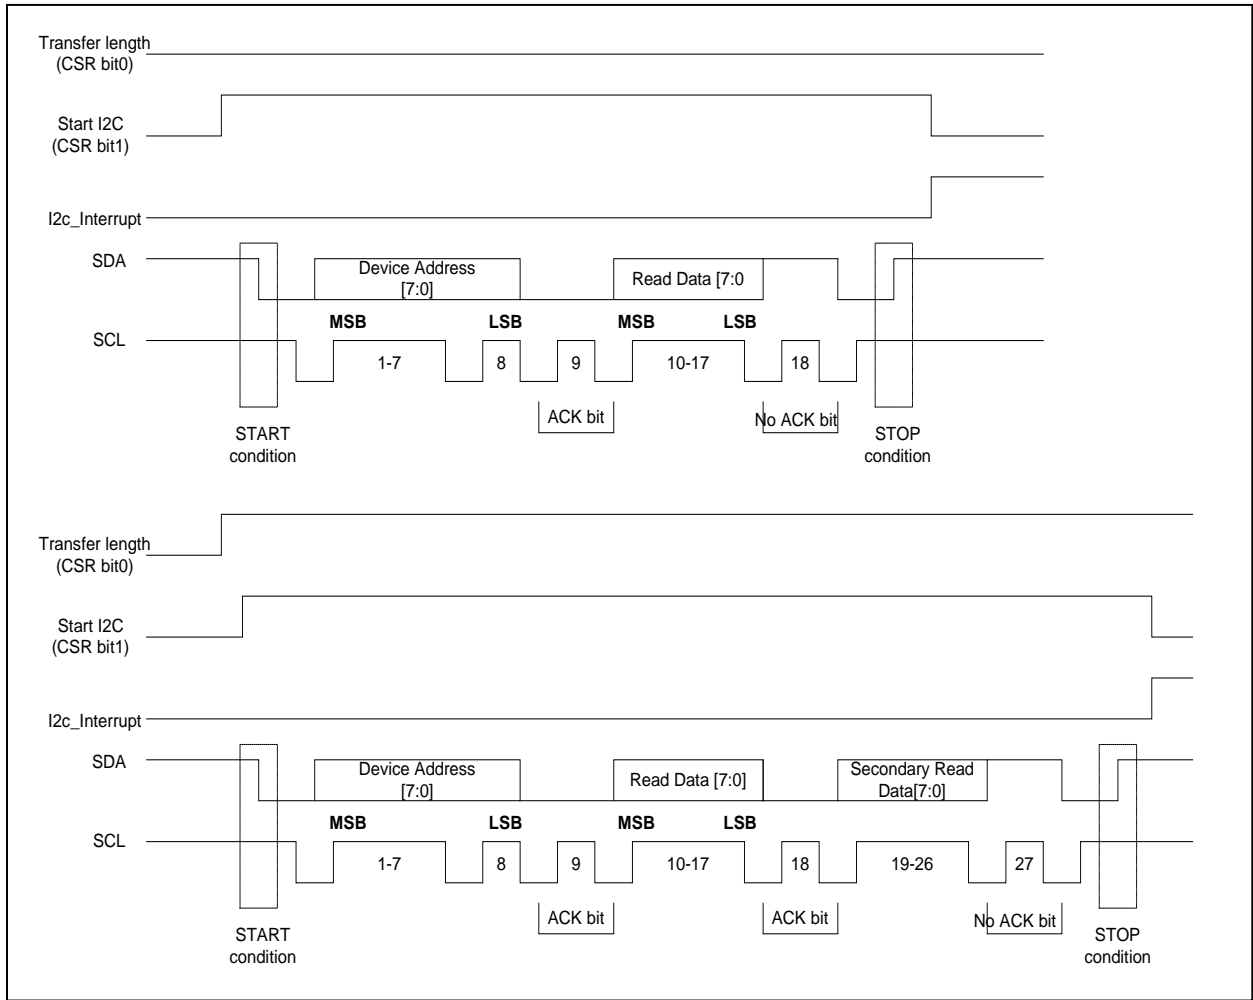 Transfer length
(CSR bit0)
Start I2C
(CSR bit1)
I2c_Interrupt
SDA
Device Address
[7:0]
Read Data [7:0
MSB LSB MSB LSB
SCL
1-7 8 9 10-17 18
ACK bit No ACK bit
START
condition
STOP
condition
Transfer length
(CSR bit0)
Start I2C
(CSR bit1)
I2c_Interrupt
SDA
Device Address
[7:0]
Read Data [7:0]
Secondary Read
Data[7:0]
MSB LSB MSB LSB
SCL
1-7 8 9 10-17 18 19-26 27
ACK bit ACK bit No ACK bit
START
condition
STOP
condition